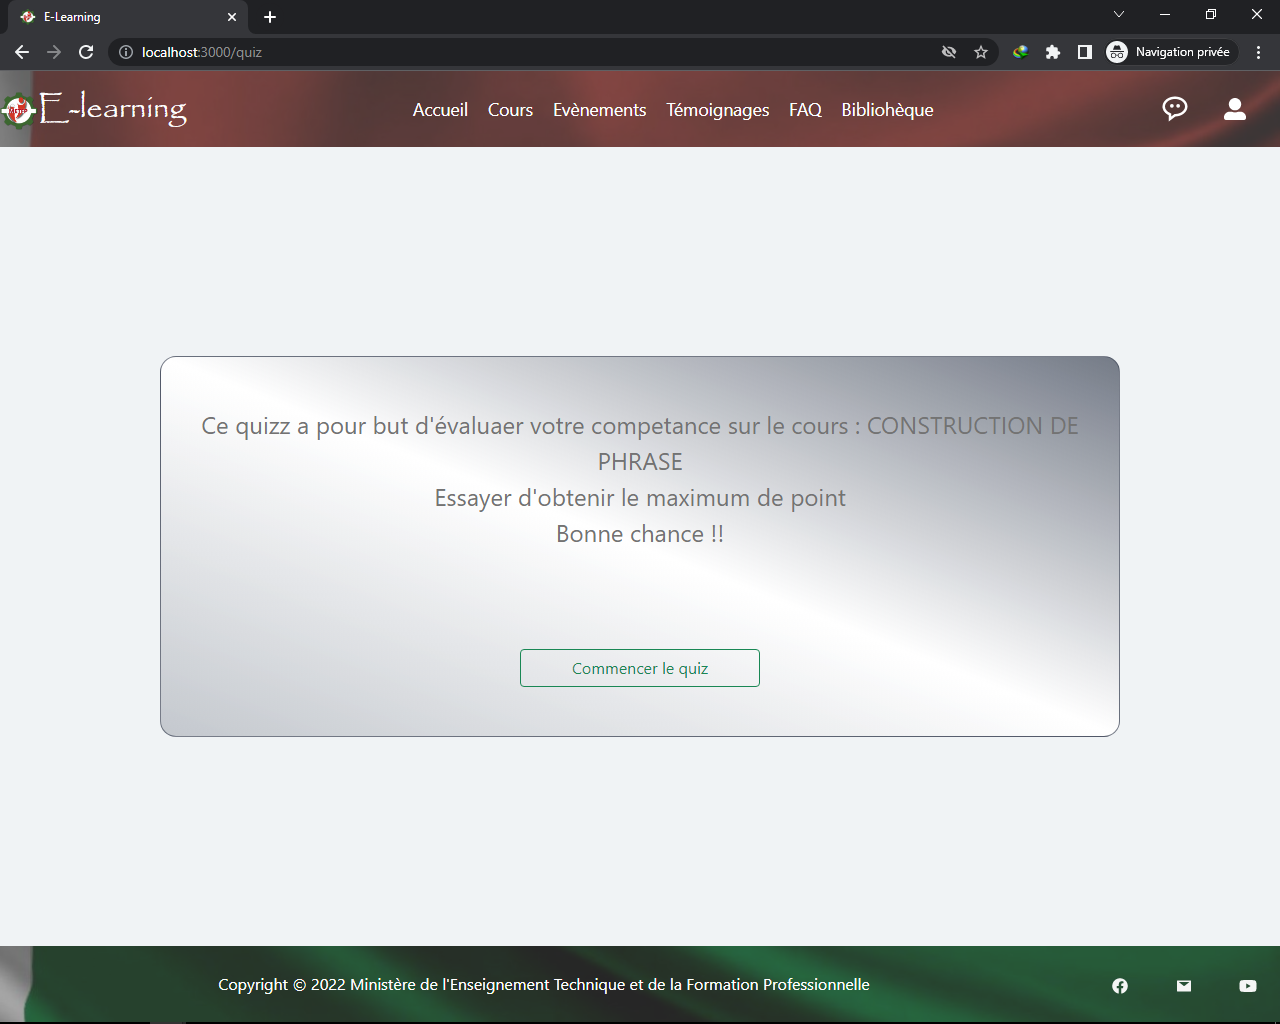 E-Learning
localhost:3000/quiz
Navigation privée
E-learning
Accueil Cours Evènements Témoignages FAQ Bibliohèque
Ce quizz a pour but d'évaluaer votre competance sur le cours : CONSTRUCTION DE
PHRASE
Essayer d'obtenir le maximum de point
Bonne chance !!
Commencer le quiz
Copyright © 2022 Ministère de l'Enseignement Technique et de la Formation Professionnelle